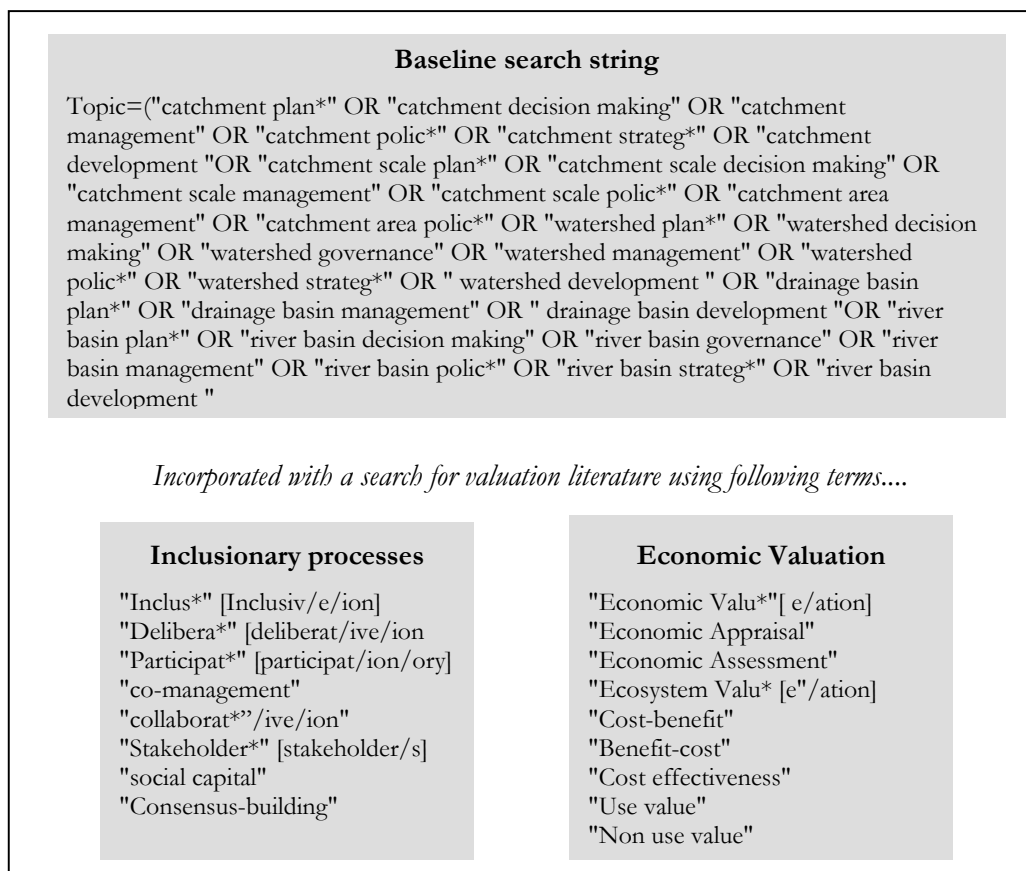 Baseline search string
Topic=("catchment plan*" OR "catchment decision making" OR "catchment
management" OR "catchment polic*" OR "catchment strateg*" OR "catchment
development "OR "catchment scale plan*" OR "catchment scale decision making" OR
"catchment scale management" OR "catchment scale polic*" OR "catchment area
management" OR "catchment area polic*" OR "watershed plan*" OR "watershed decision
making" OR "watershed governance" OR "watershed management" OR "watershed
polic*" OR "watershed strateg*" OR " watershed development " OR "drainage basin
plan*" OR "drainage basin management" OR " drainage basin development "OR "river
basin plan*" OR "river basin decision making" OR "river basin governance" OR "river
basin management" OR "river basin polic*" OR "river basin strateg*" OR "river basin
development "
Incorporated with a search for valuation literature using following terms....
Inclusionary processes
"Inclus*" [Inclusiv/e/ion]
"Delibera*" [deliberat/ive/ion
"Participat*" [participat/ion/ory]
"co-management"
"collaborat*”/ive/ion"
"Stakeholder*" [stakeholder/s]
"social capital"
"Consensus-building"
Economic Valuation
"Economic Valu*"[ e/ation]
"Economic Appraisal"
"Economic Assessment"
"Ecosystem Valu* [e"/ation]
"Cost-benefit"
"Benefit-cost"
"Cost effectiveness"
"Use value"
"Non use value"